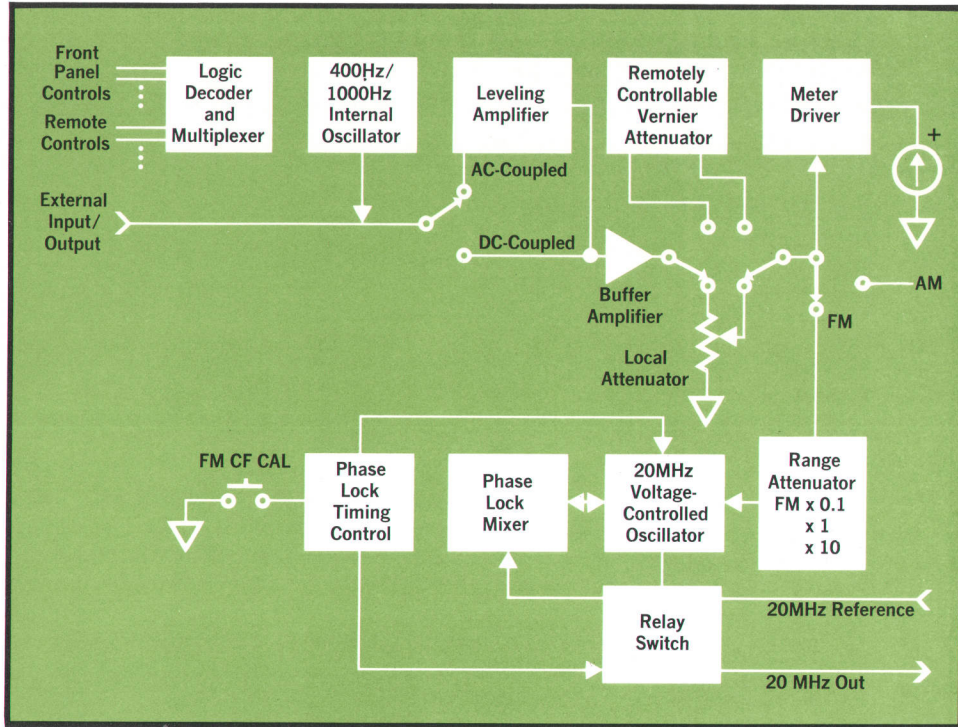 Front
Panel
Controls
Remote
Controls
Logic
Decoder
and
Multiplexer
400Hz/
1000Hz
Internal
Oscillator
Leveling
Amplifier
Remotely
Controllable
Vernier
Attenuator
Meter
Driver
+
External
Input/
Output
AC-Coupled
DC-Coupled
Buffer
Amplifier
Local
Attenuator
AM
FM
FM CF CAL
Phase
Lock
Timing
Control
Phase
Lock
Mixer
20MHz
Voltage-
Controlled
Oscillator
Range
Attenuator
FM x 0.1
x 1
x 10
Relay
Switch
20MHz Reference
20 MHz Out